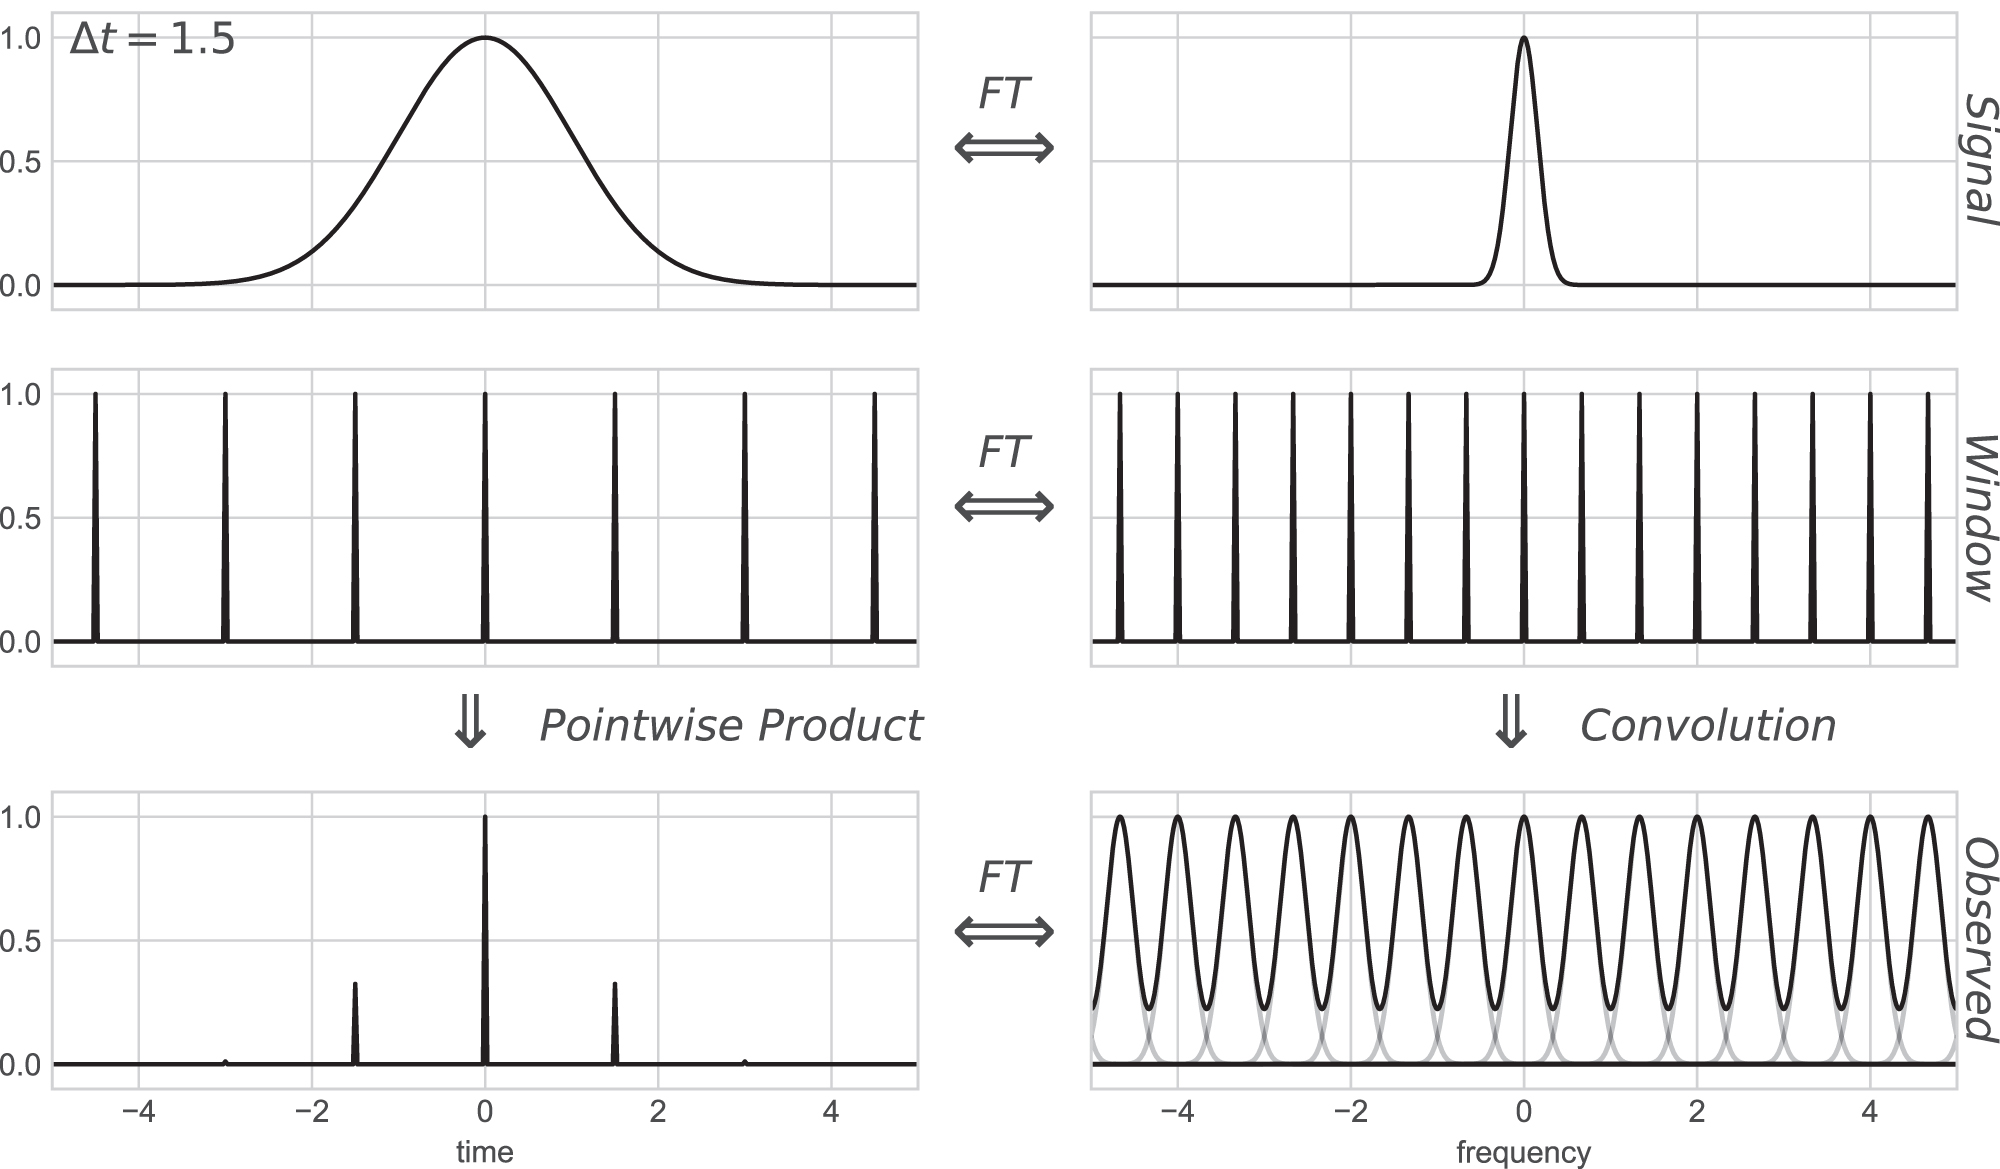 Δt = 1.5
1.0
0.5
0.0
FT
⟺
Signal
1.0
0.5
0.0
FT
⟺
Window
⇓ Pointwise Product
⇓ Convolution
1.0
0.5
0.0
FT
⟺
Observed
−4 −2 0 2 4
time
−4 −2 0 2 4
frequency